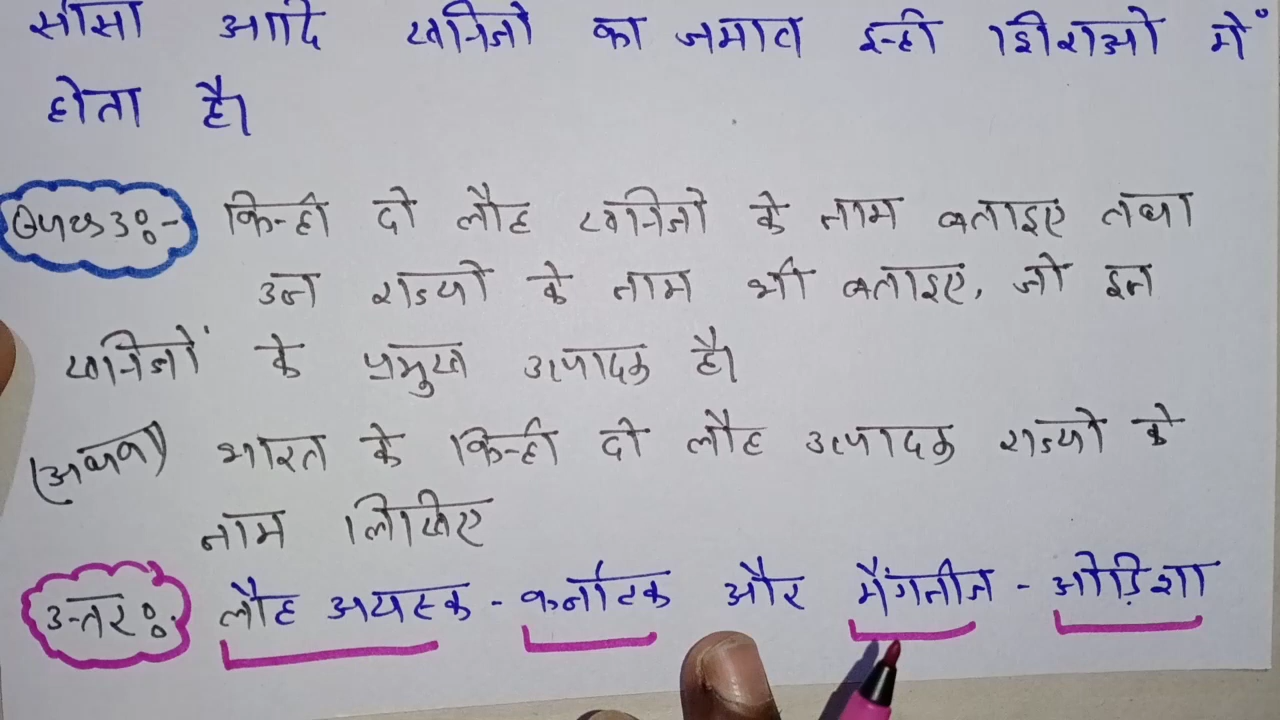 सीसा आदि खनिजो का जमाव इन्ही शिराओ में
होता है।
प्रश्न 3:- किन्ही दो लौह खनिजो के नाम बताइए तथा
उन राज्यो के नाम भी बताइए, जो इन
खनिजों के प्रमुख उत्पादक है।
(अथवा) भारत के किन्ही दो लौह उत्पादक राज्यो के
नाम लिखिए
उत्तर:- लौह अयस्क - कर्नाटक और मैंगनीज - ओड़िशा